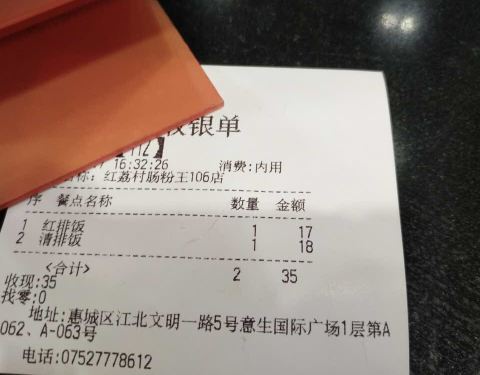 银单
16:32:26 消费:内用
称: 红荔村肠粉王106店
序 餐点名称 数量 金额
1 红排饭 1 17
2 清排饭 1 18
<合计> 2 35
收现:35
找零:0
地址:惠城区江北文明一路5号意生国际广场1层第A
062、A-063号
电话:07527778612